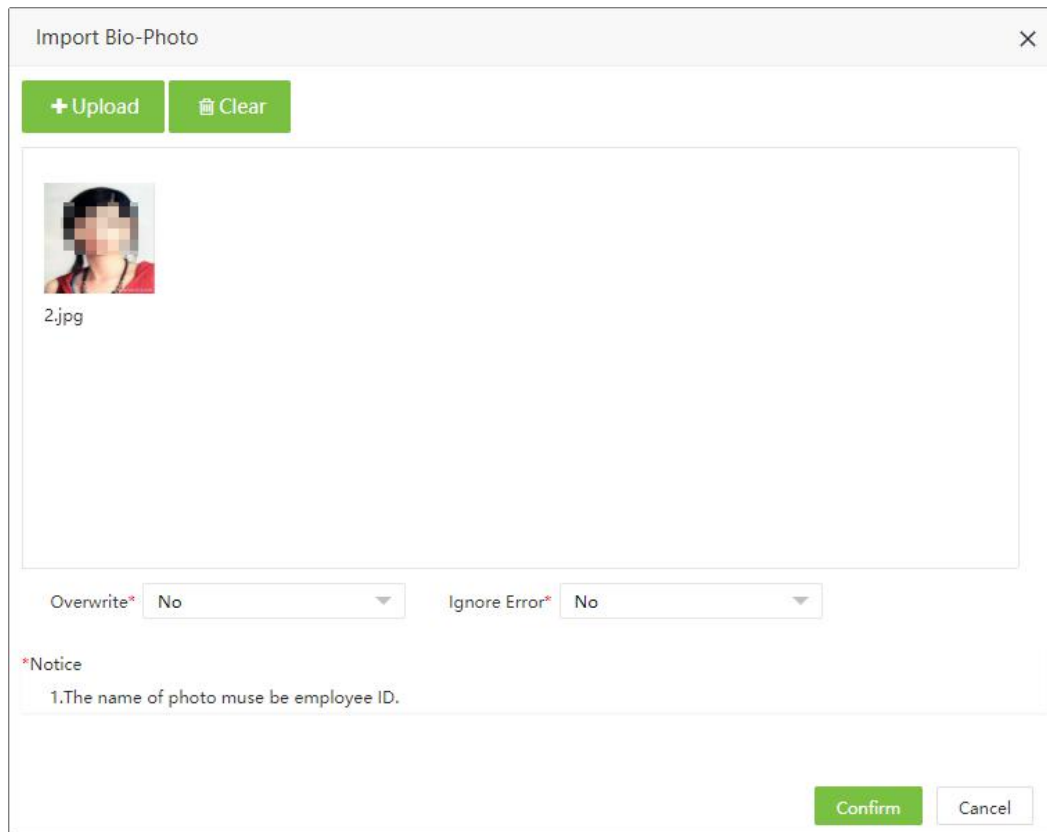 Import Bio-Photo
Upload Clear
2.jpg
Overwrite* No Ignore Error* No
*Notice
1.The name of photo muse be employee ID.
Confirm Cancel